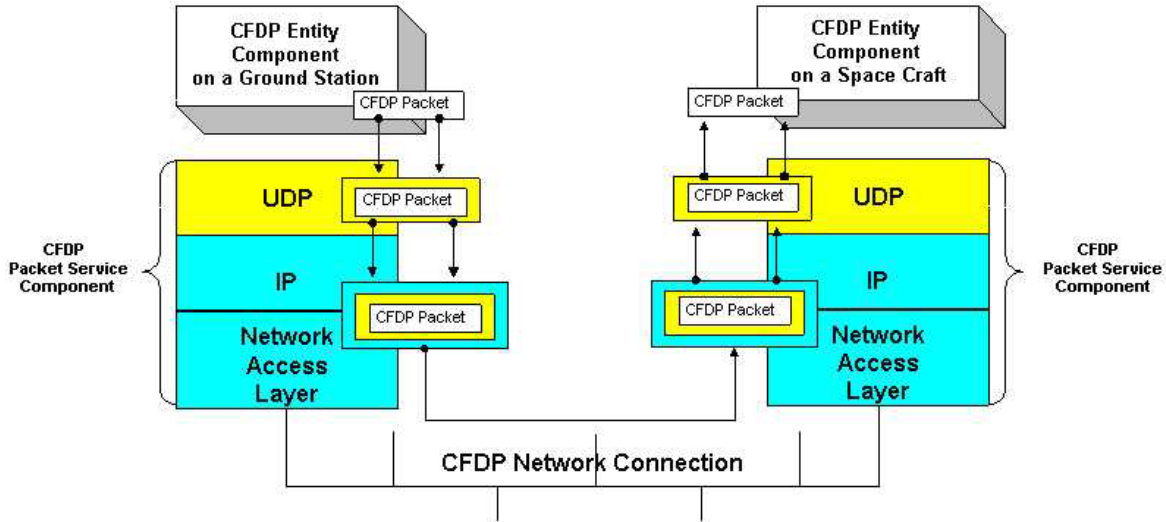 CFDP Entity
Component
on a Ground Station
CFDP Packet
CFDP Entity
Component
on a Space Craft
CFDP Packet
UDP
CFDP Packet
CFDP Packet
UDP
CFDP
Packet Service
Component
IP
CFDP Packet
CFDP Packet
IP
CFDP
Packet Service
Component
Network
Access
Layer
Network
Access
Layer
CFDP Network Connection